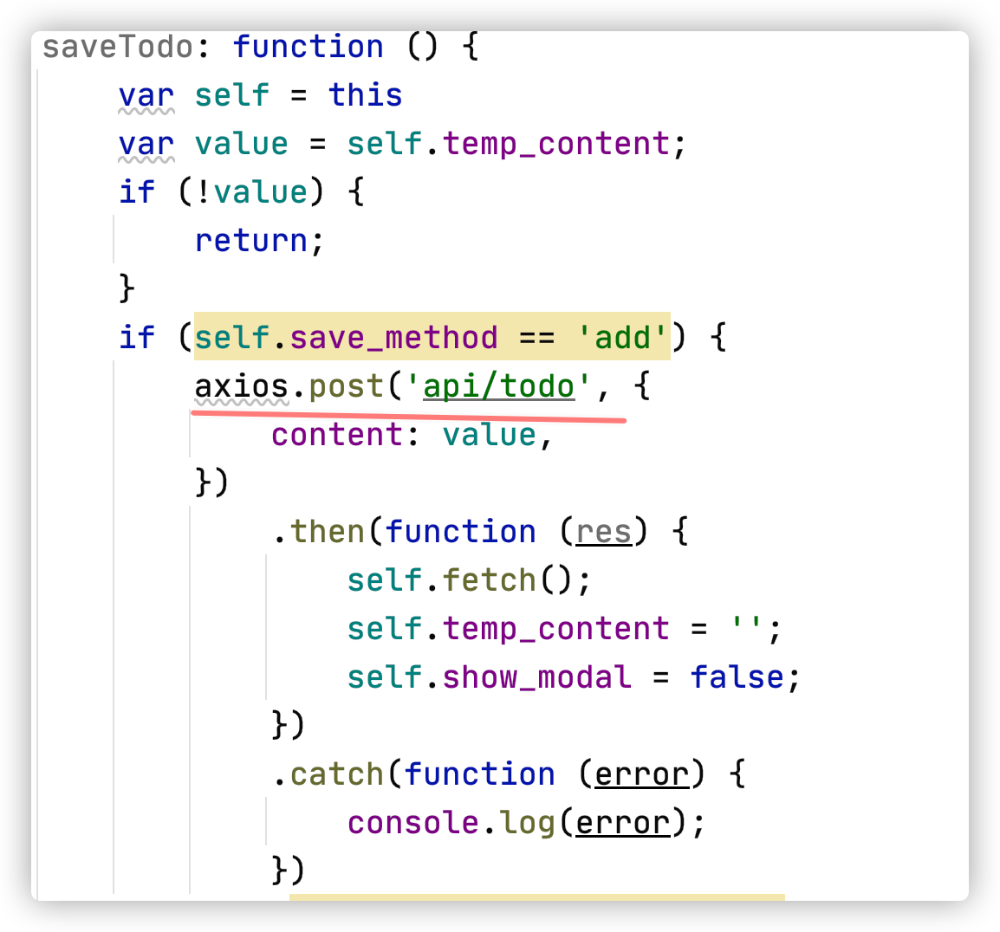 saveTodo: function () {
var self = this
var value = self.temp_content;
if (!value) {
return;
}
if (self.save_method == 'add') {
axios.post('api/todo', {
content: value,
})
.then(function (res) {
self.fetch();
self.temp_content = '';
self.show_modal = false;
})
.catch(function (error) {
console.log(error);
})